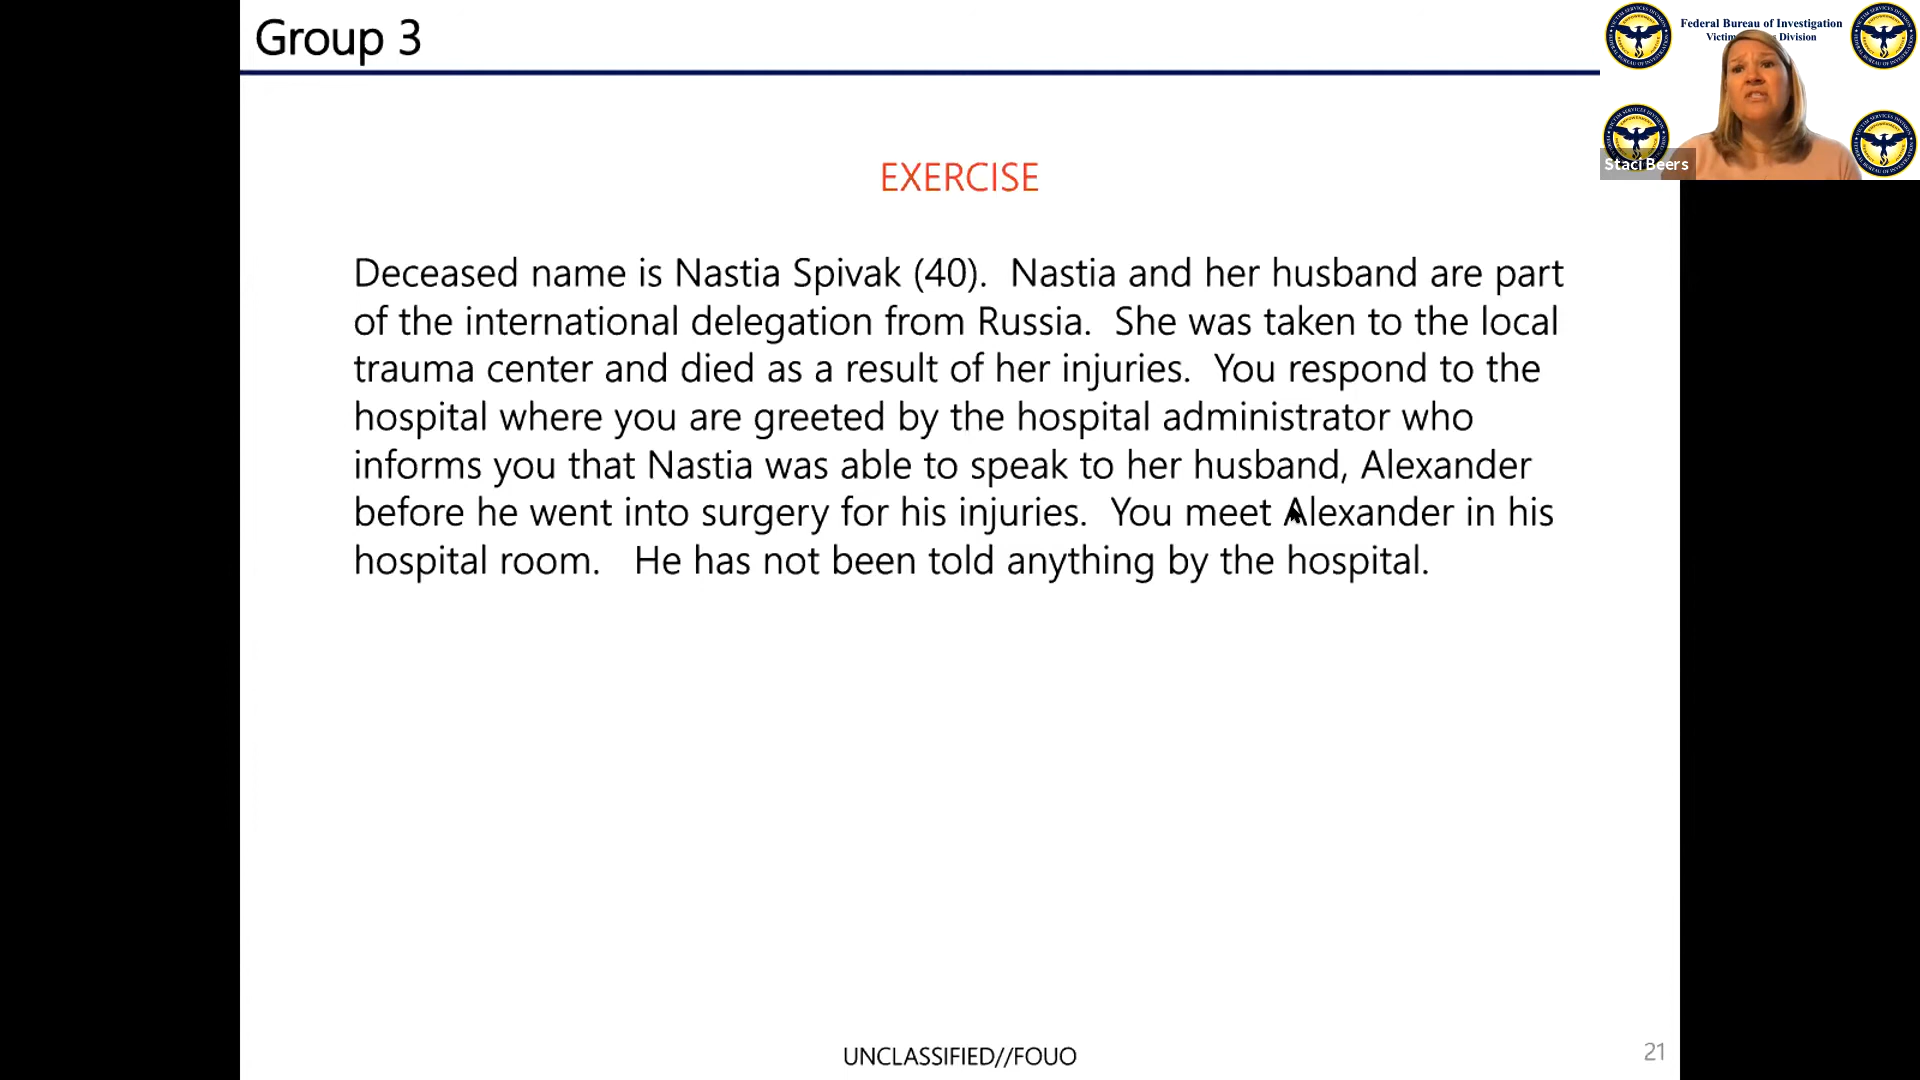 Group 3
Federal Bureau of Investigation
Division
Staci Beers
EXERCISE
Deceased name is Nastia Spivak (40). Nastia and her husband are part
of the international delegation from Russia. She was taken to the local
trauma center and died as a result of her injuries. You respond to the
hospital where you are greeted by the hospital administrator who
informs you that Nastia was able to speak to her husband, Alexander
before he went into surgery for his injuries. You meet Alexander in his
hospital room. He has not been told anything by the hospital.
UNCLASSIFIED//FOUO
21